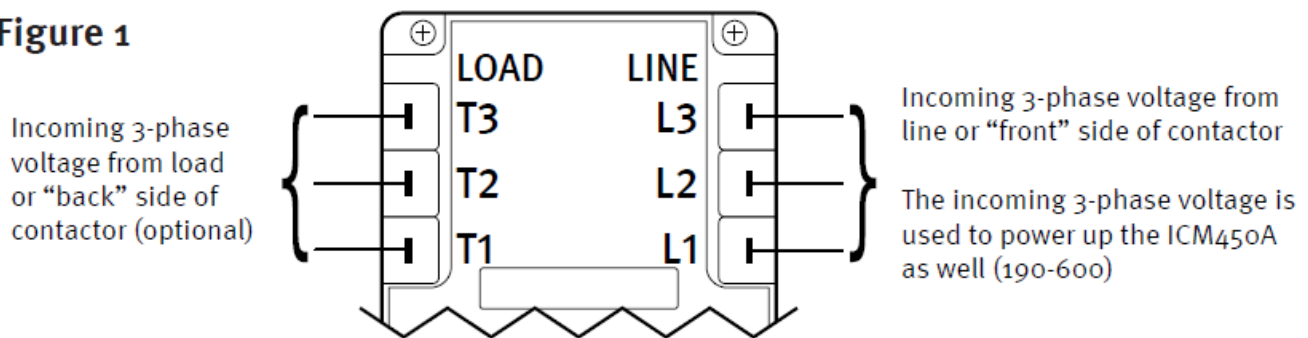 Figure 1
Incoming 3-phase
voltage from load
or “back” side of
contactor (optional)
LOAD LINE
T3 L3
T2 L2
T1 L1
Incoming 3-phase voltage from
line or “front” side of contactor
The incoming 3-phase voltage is
used to power up the ICM450A
as well (190-600)